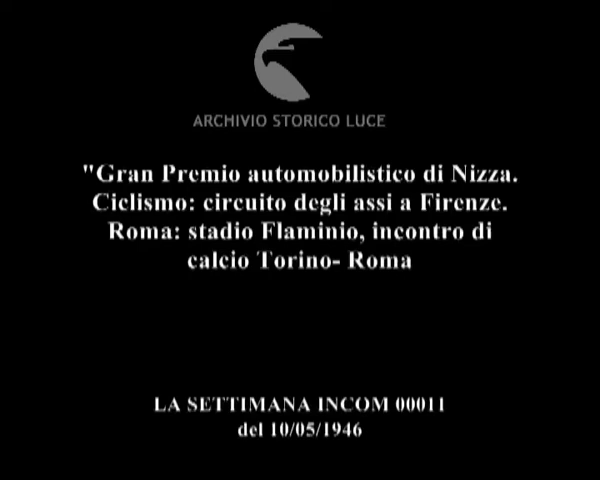 ARCHIVIO STORICO LUCE
"Gran Premio automobilistico di Nizza.
Ciclismo: circuito degli assi a Firenze.
Roma: stadio Flaminio, incontro di
calcio Torino- Roma
LA SETTIMANA INCOM 00011
del 10/05/1946